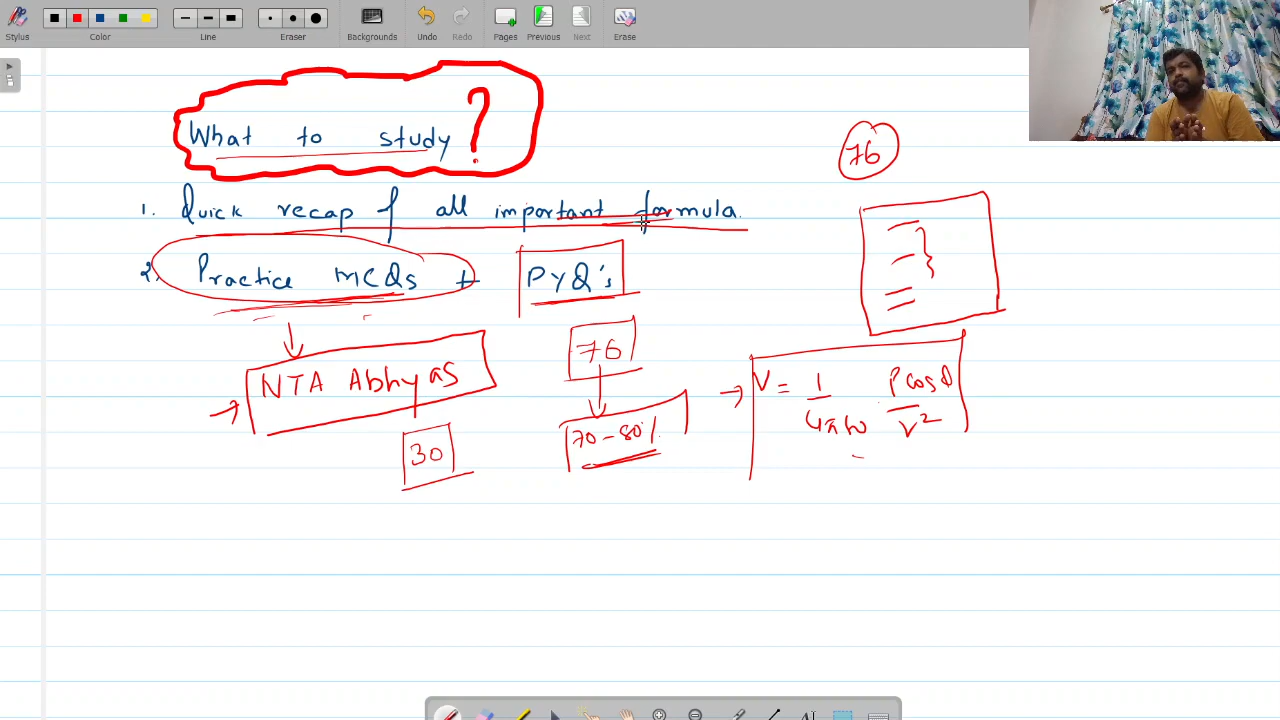 Stylus
Color
Line
Eraser
Backgrounds
Undo
Redo
Pages
Previous
Next
Erase
What to study ?
76
1. Quick recap of all important formula.
2. Practice MCQs + PYQ's
NTA Abhyas
76
30
70-80%.
V = 1 / 4πε0 PCosθ / r2